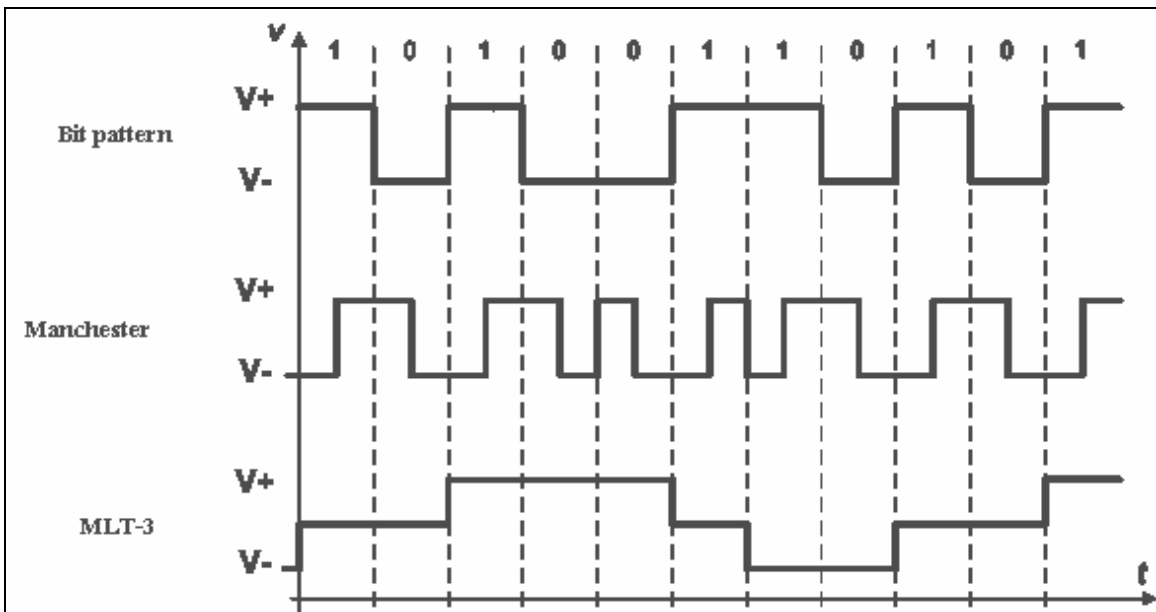 v 1 0 1 0 0 1 1 0 1 0 1
V+
Bit pattern
V-
V+
Manchester
V-
V+
MLT-3
V-
t